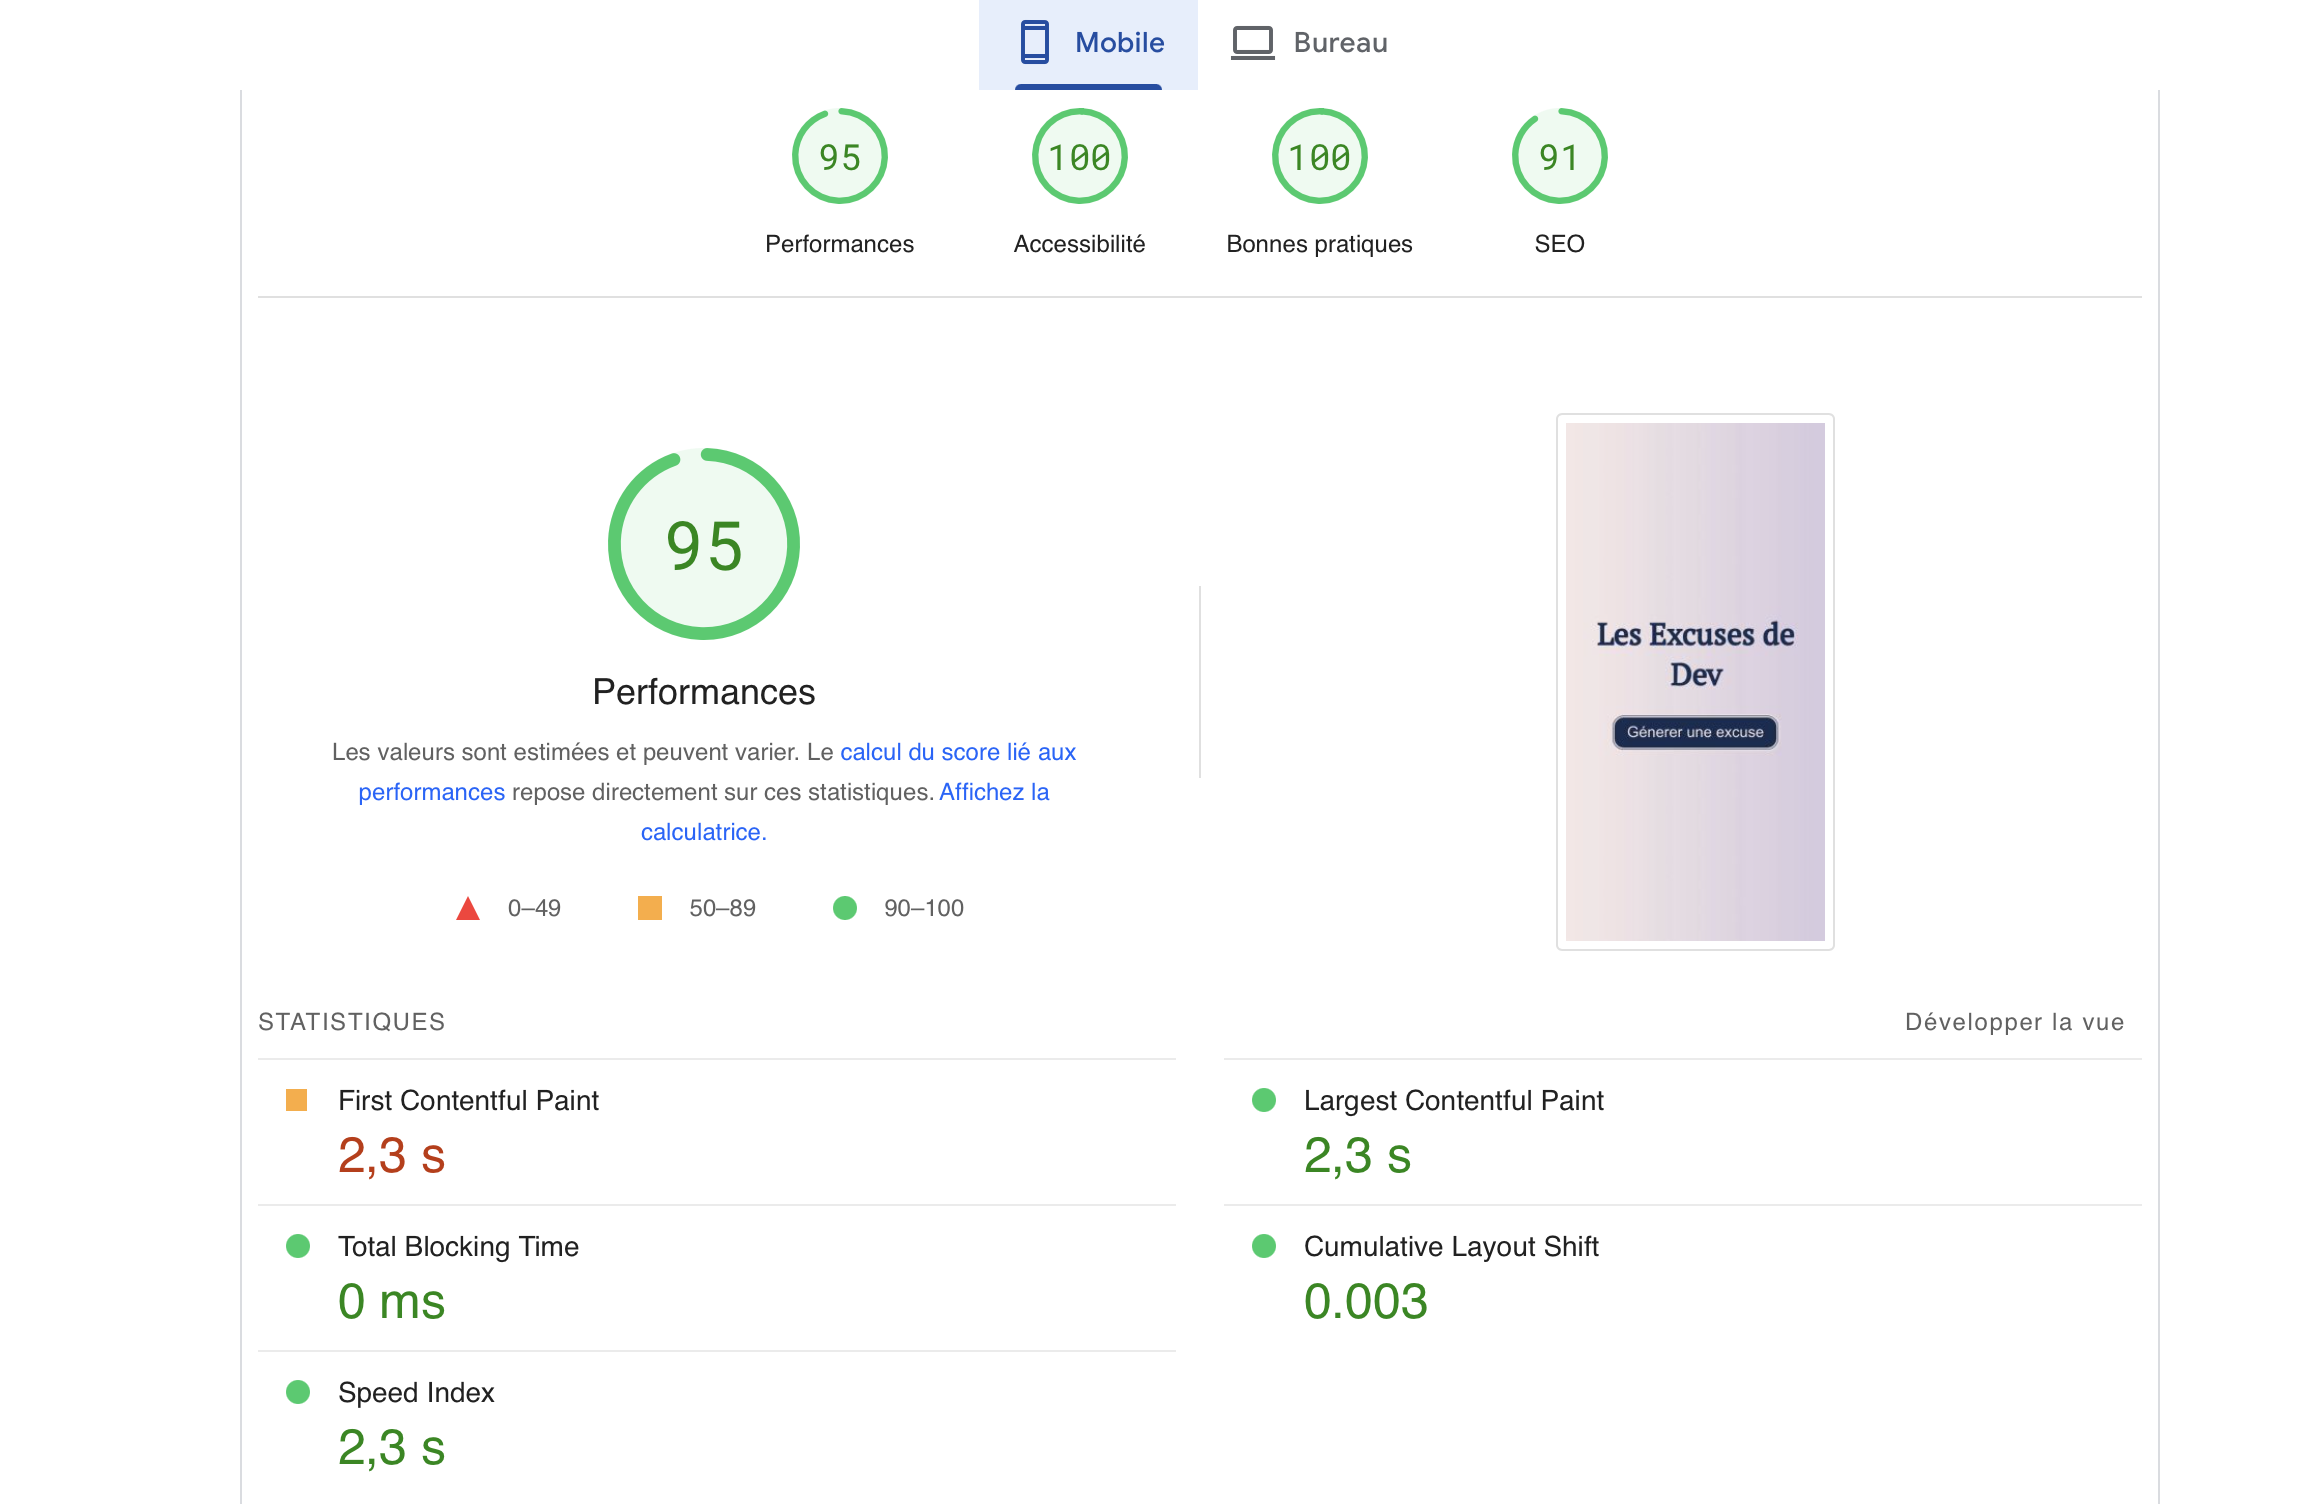 Mobile
Bureau
95
100
100
91
Performances
Accessibilité
Bonnes pratiques
SEO
95
Performances
Les valeurs sont estimées et peuvent varier. Le calcul du score lié aux
performances repose directement sur ces statistiques. Affichez la
calculatrice.
0–49
50–89
90–100
Les Excuses de
Dev
Génerer une excuse
STATISTIQUES
Développer la vue
First Contentful Paint
2,3 s
Largest Contentful Paint
2,3 s
Total Blocking Time
0 ms
Cumulative Layout Shift
0.003
Speed Index
2,3 s